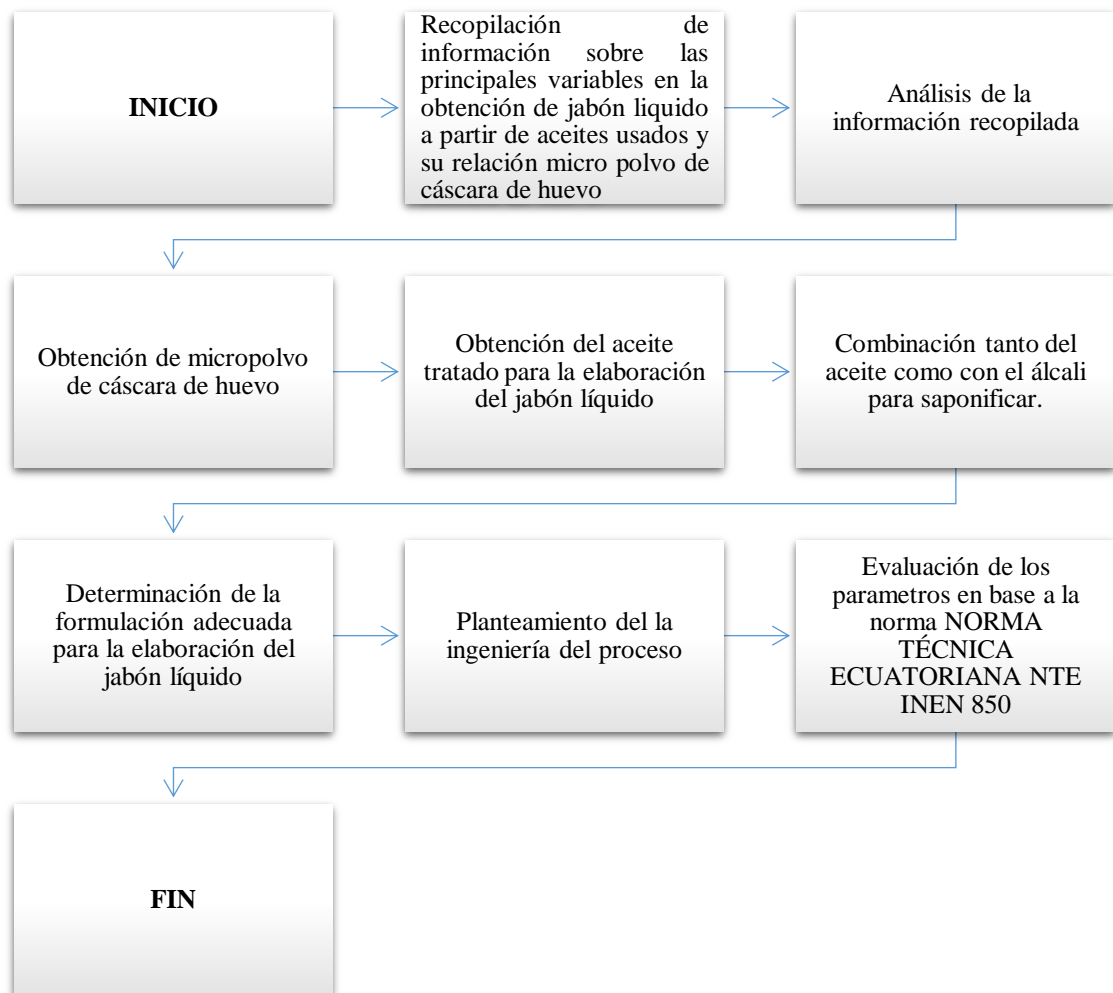 INICIO
Recopilación de
información sobre las
principales variables en la
obtención de jabón liquido
a partir de aceites usados y
su relación micro polvo de
cáscara de huevo
Análisis de la
información recopilada
Obtención de micropolvo
de cáscara de huevo
Obtención del aceite
tratado para la elaboración
del jabón líquido
Combinación tanto del
aceite como con el álcali
para saponificar.
Determinación de la
formulación adecuada
para la elaboración del
jabón líquido
Planteamiento del la
ingeniería del proceso
Evaluación de los
parametros en base a la
norma NORMA
TÉCNICA
ECUATORIANA NTE
INEN 850
FIN